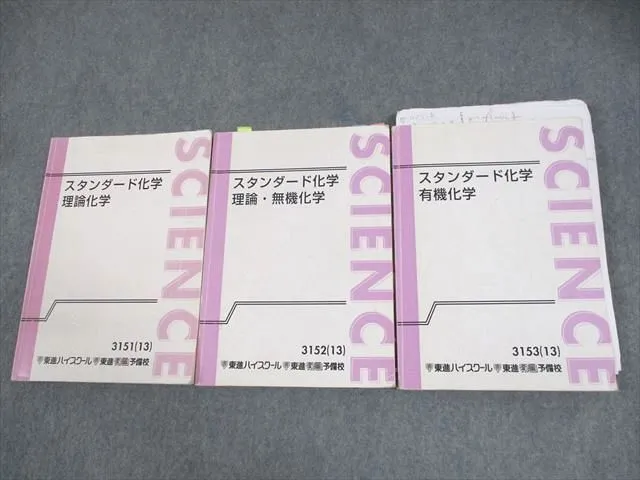 スタンダード化学
理論化学
SCIENCE
3151(13)
東進ハイスクール 東進衛星予備校
スタンダード化学
理論・無機化学
SCIENCE
3152(13)
東進ハイスクール 東進衛星予備校
スタンダード化学
有機化学
SCIENCE
3153(13)
東進ハイスクール 東進衛星予備校